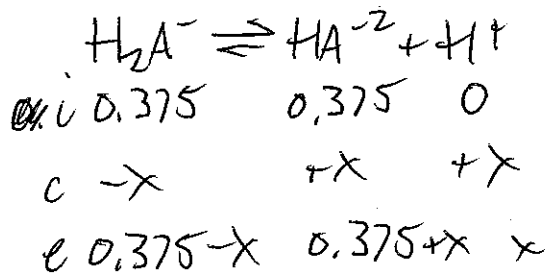 H₂A⁻ ⇌ HA⁻² + H⁺
i 0.375 0.375 0
c -x +x +x
e 0.375-x 0.375+x x